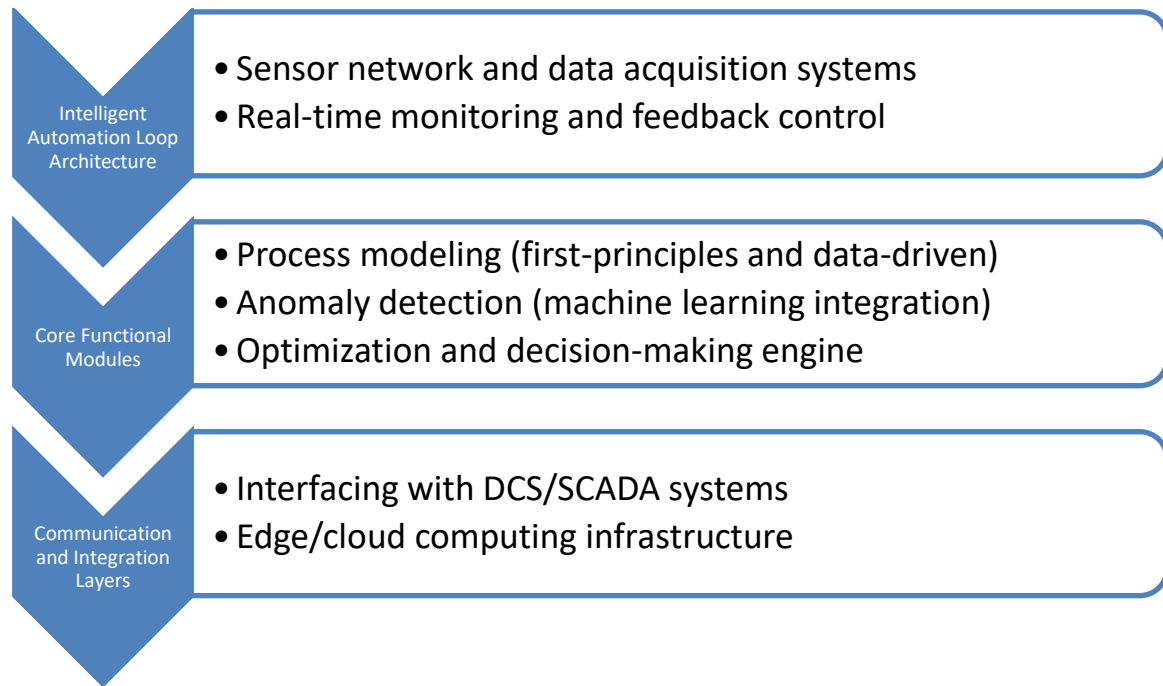 Intelligent
Automation Loop
Architecture
• Sensor network and data acquisition systems
• Real-time monitoring and feedback control
Core Functional
Modules
• Process modeling (first-principles and data-driven)
• Anomaly detection (machine learning integration)
• Optimization and decision-making engine
Communication
and Integration
Layers
• Interfacing with DCS/SCADA systems
• Edge/cloud computing infrastructure